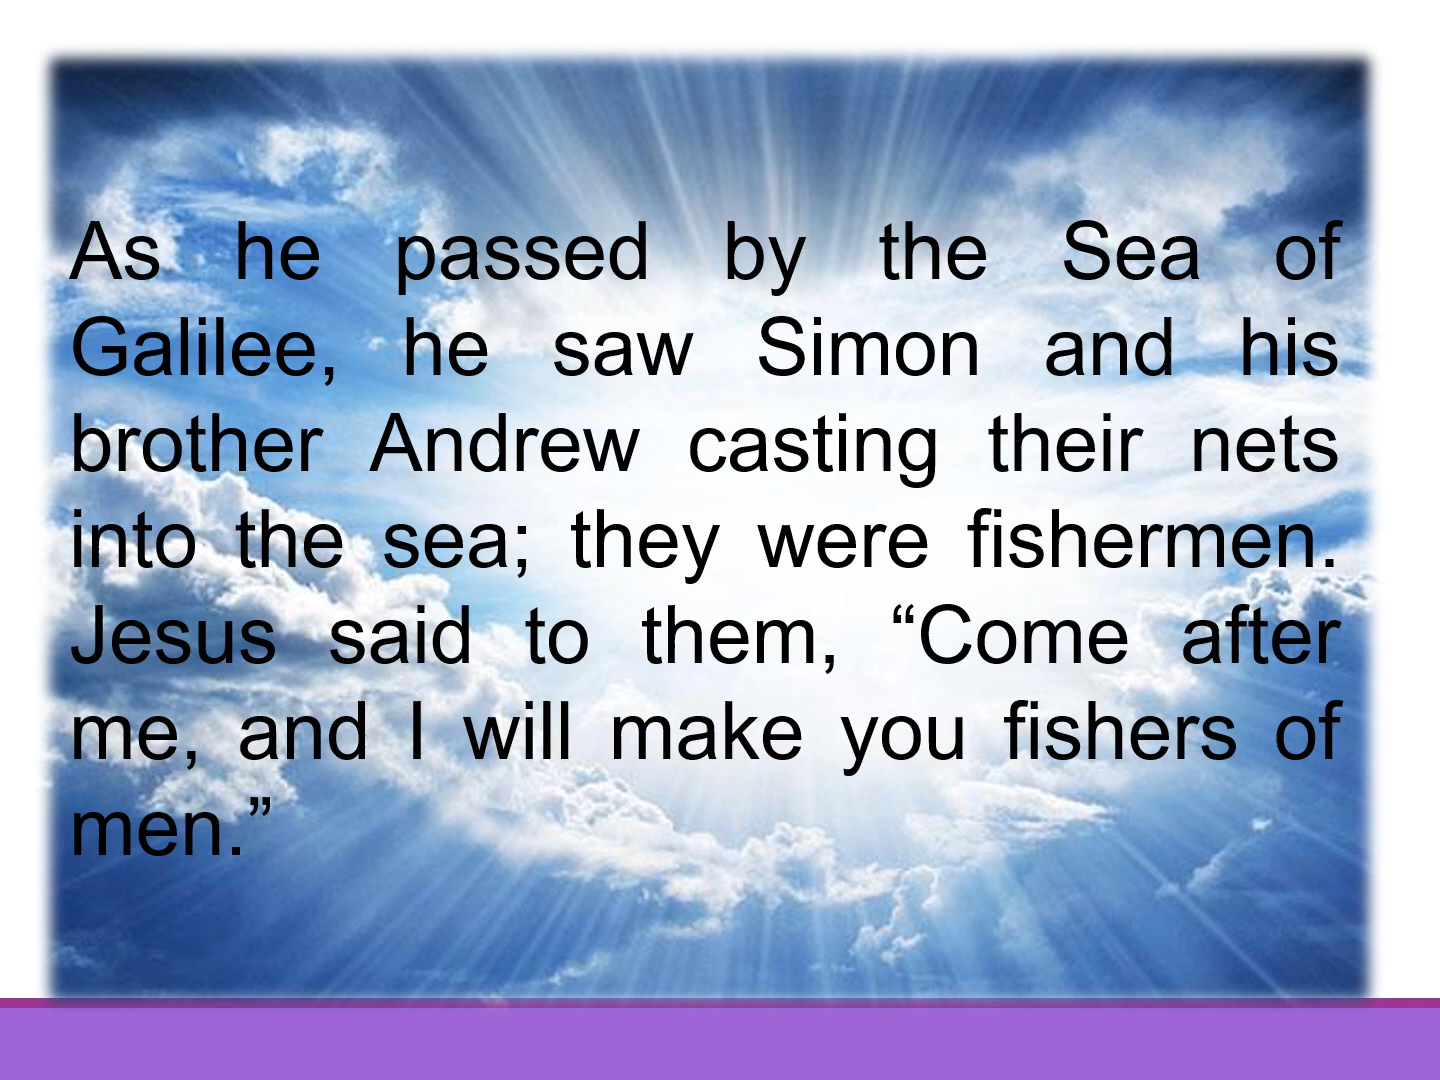 As he passed by the Sea of
Galilee, he saw Simon and his
brother Andrew casting their nets
into the sea; they were fishermen.
Jesus said to them, “Come after
me, and I will make you fishers of
men.”